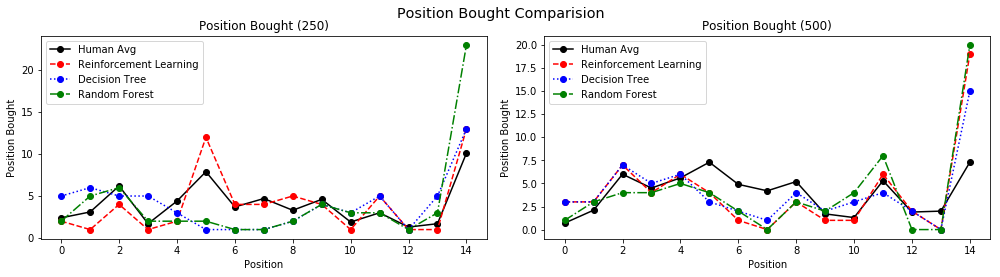 Position Bought Comparision
Position Bought (250)
Human Avg
Reinforcement Learning
Decision Tree
Random Forest
Position Bought
20
15
10
5
0
0 2 4 6 8 10 12 14
Position
Position Bought (500)
Human Avg
Reinforcement Learning
Decision Tree
Random Forest
Position Bought
20.0
17.5
15.0
12.5
10.0
7.5
5.0
2.5
0.0
0 2 4 6 8 10 12 14
Position